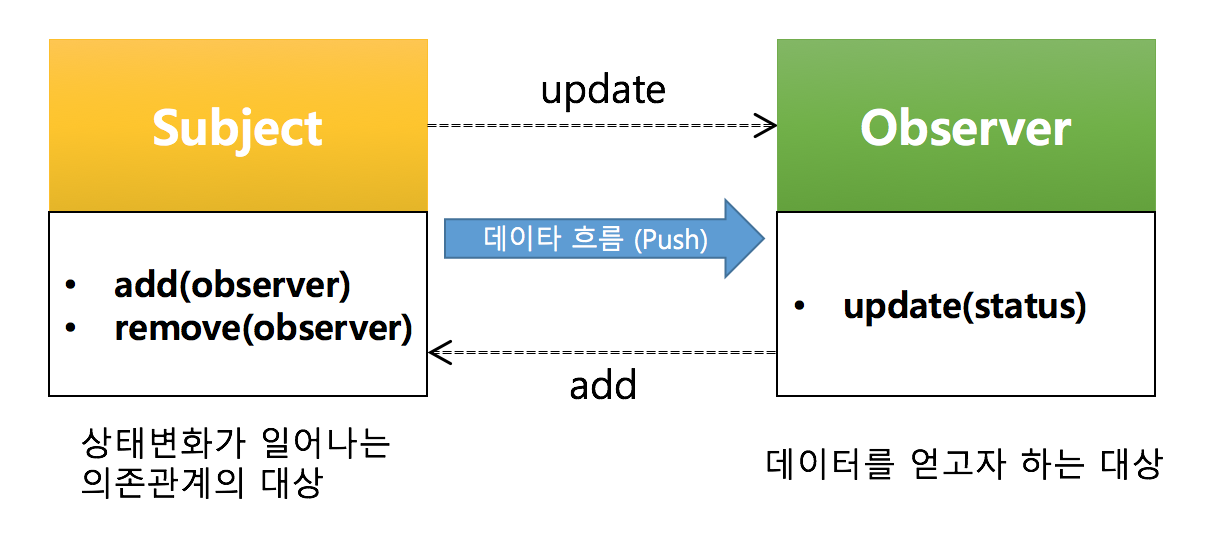 Subject
update
Observer
데이타 흐름 (Push)
• add(observer)
• remove(observer)
• update(status)
add
상태변화가 일어나는
의존관계의 대상
데이터를 얻고자 하는 대상